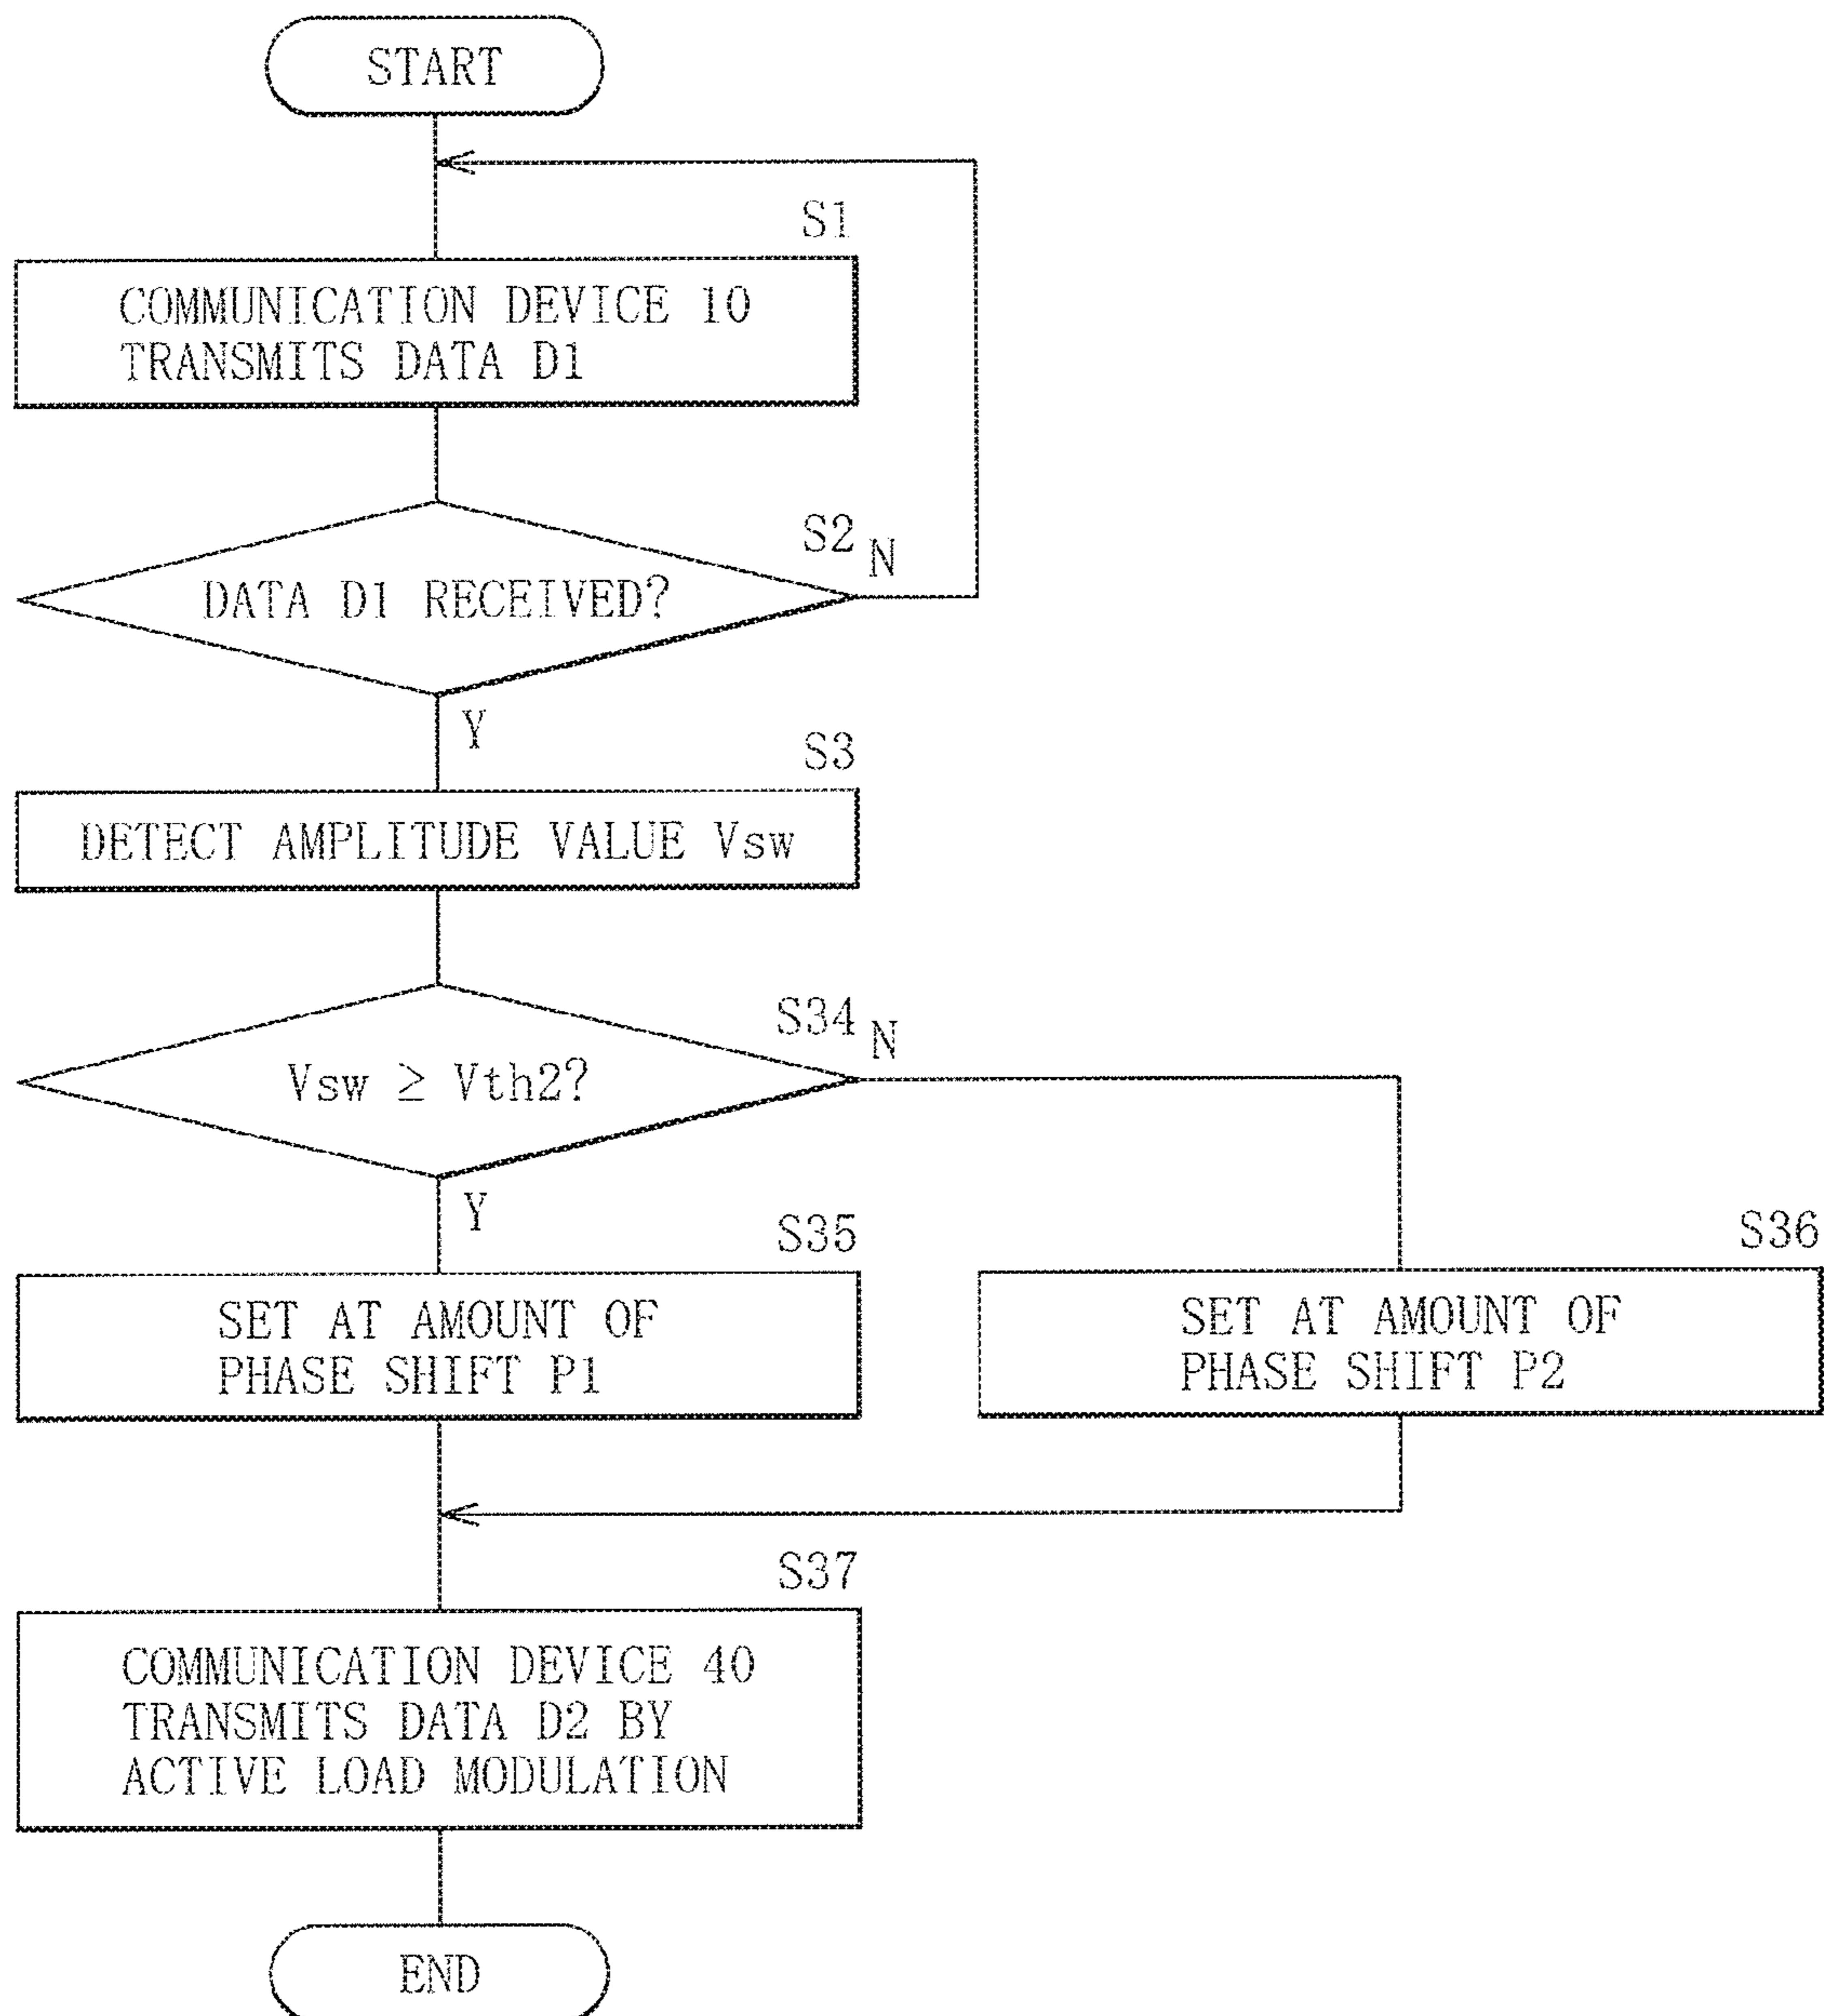 START
S1
COMMUNICATION DEVICE 10
TRANSMITS DATA D1
S2
N
DATA D1 RECEIVED?
Y
S3
DETECT AMPLITUDE VALUE Vsw
S34
N
Vsw ≥ Vth2?
Y
S35
SET AT AMOUNT OF
PHASE SHIFT P1
S36
SET AT AMOUNT OF
PHASE SHIFT P2
S37
COMMUNICATION DEVICE 40
TRANSMITS DATA D2 BY
ACTIVE LOAD MODULATION
END